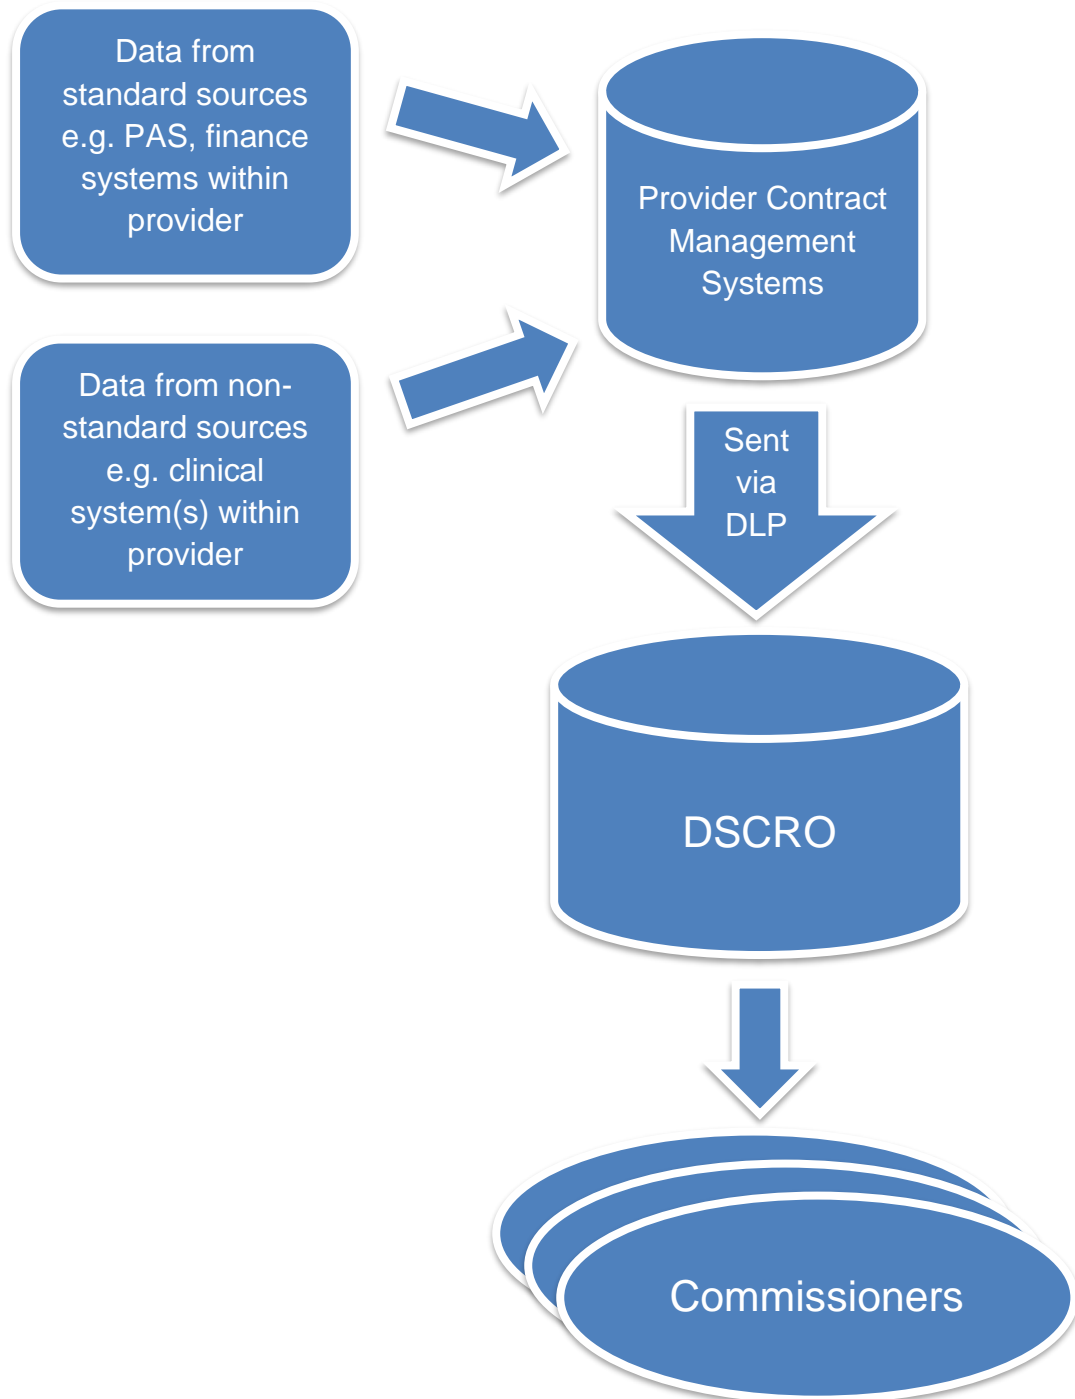 Data from
standard sources
e.g. PAS, finance
systems within
provider
Provider Contract
Management
Systems
Data from non-
standard sources
e.g. clinical
system(s) within
provider
Sent
via
DLP
DSCRO
Commissioners